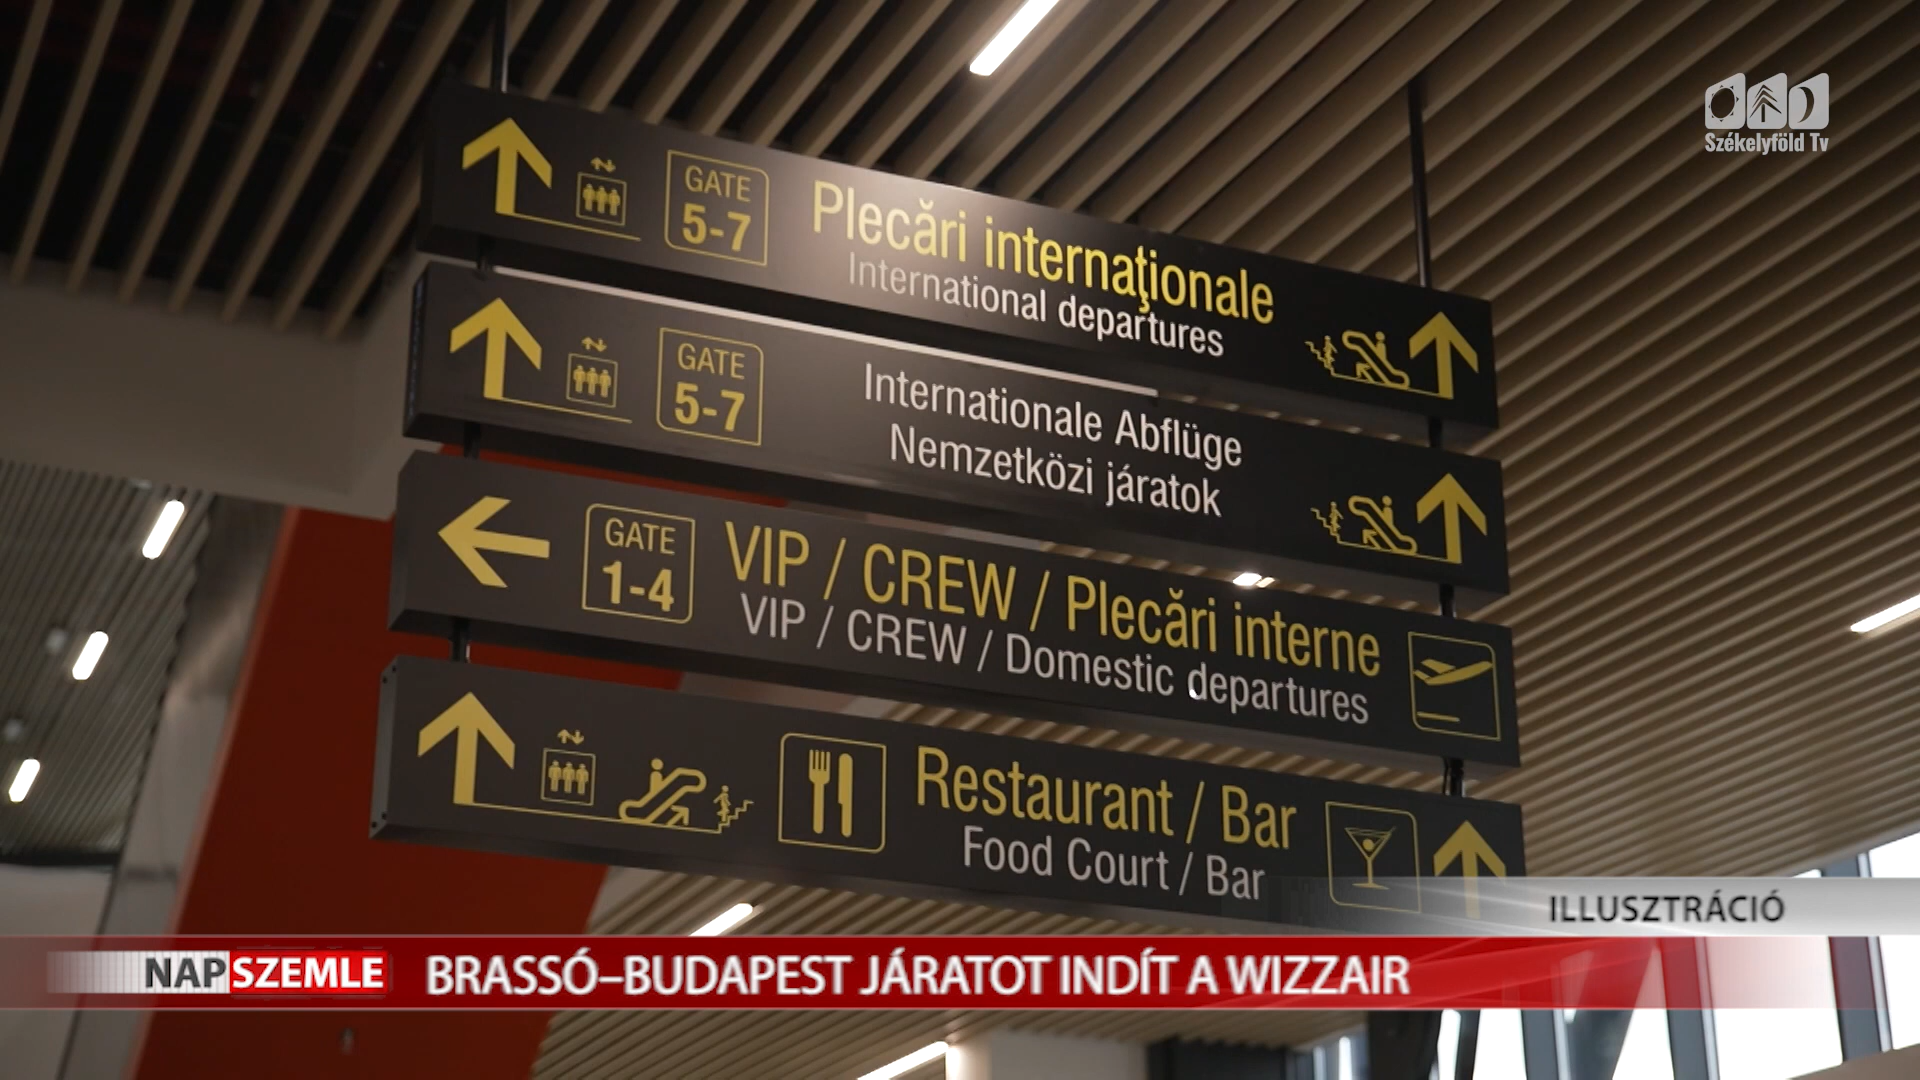 Székelyföld Tv
GATE
5-7
Plecări internaţionale
International departures
GATE
5-7
Internationale Abflüge
Nemzetközi járatok
GATE
1-4
VIP / CREW / Plecări interne
VIP / CREW / Domestic departures
Restaurant / Bar
Food Court / Bar
ILLUSZTRÁCIÓ
NAPSZEMLE
BRASSÓ–BUDAPEST JÁRATOT INDÍT A WIZZAIR